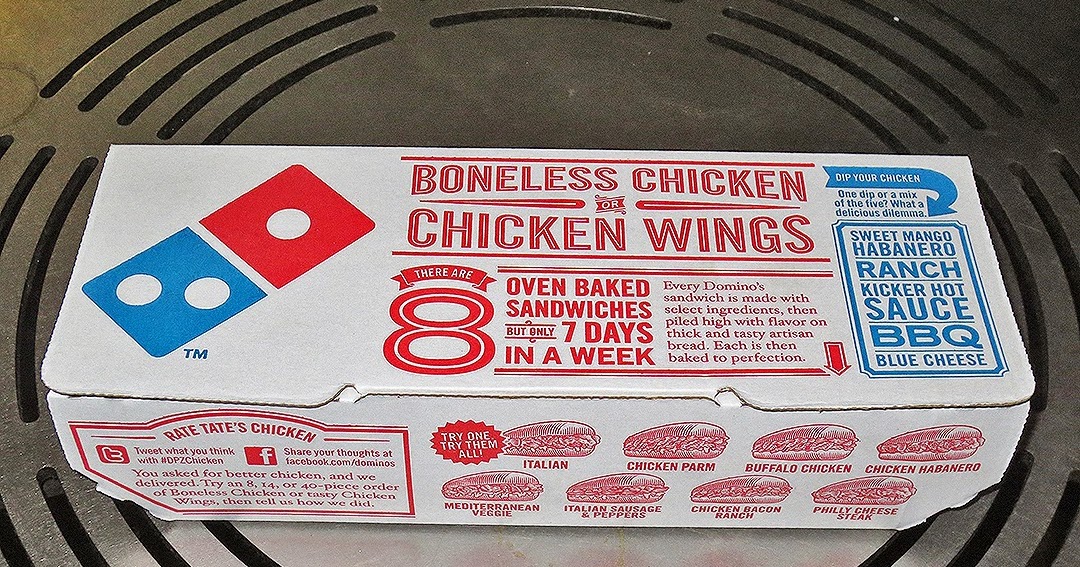 BONELESS CHICKEN
OR
CHICKEN WINGS
THERE ARE
8
OVEN BAKED
SANDWICHES
BUT ONLY 7 DAYS
IN A WEEK
Every Domino's
sandwich is made with
select ingredients, then
piled high with flavor on
thick and tasty artisan
bread. Each is then
baked to perfection.
DIP YOUR CHICKEN
One dip or a mix
of the five? What a
delicious dilemma.
SWEET MANGO
HABANERO
RANCH
KICKER HOT
SAUCE
BBQ
BLUE CHEESE
TM
RATE TATE'S CHICKEN
Tweet what you think
with #DPZChicken
f
Share your thoughts at
facebook.com/dominos
You asked for better chicken, and we
delivered. Try an 8, 14, or 40-piece order
of Boneless Chicken or tasty Chicken
Wings, then tell us how we did.
TRY ONE
TRY THEM
ALL!
ITALIAN
CHICKEN PARM
BUFFALO CHICKEN
CHICKEN HABANERO
MEDITERRANEAN
VEGGIE
ITALIAN SAUSAGE
& PEPPERS
CHICKEN BACON
RANCH
PHILLY CHEESE
STEAK